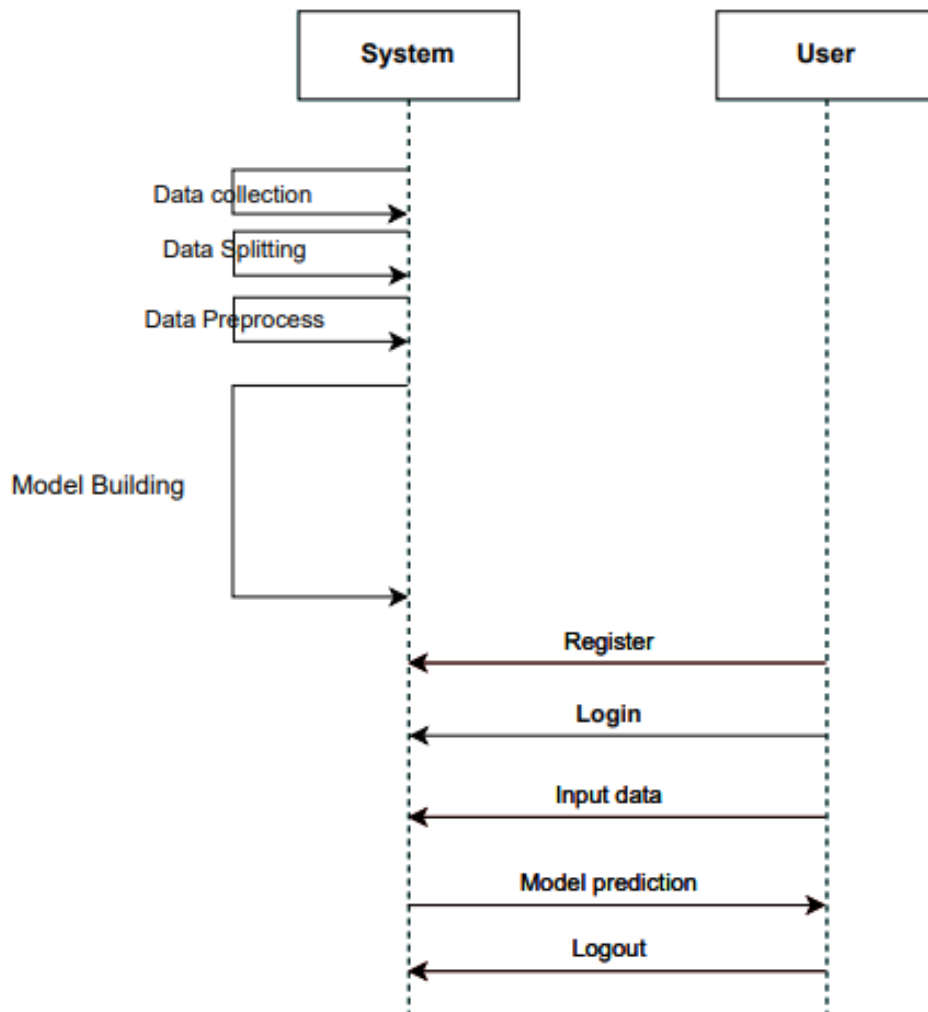 System
User
Data collection
Data Splitting
Data Preprocess
Model Building
Register
Login
Input data
Model prediction
Logout